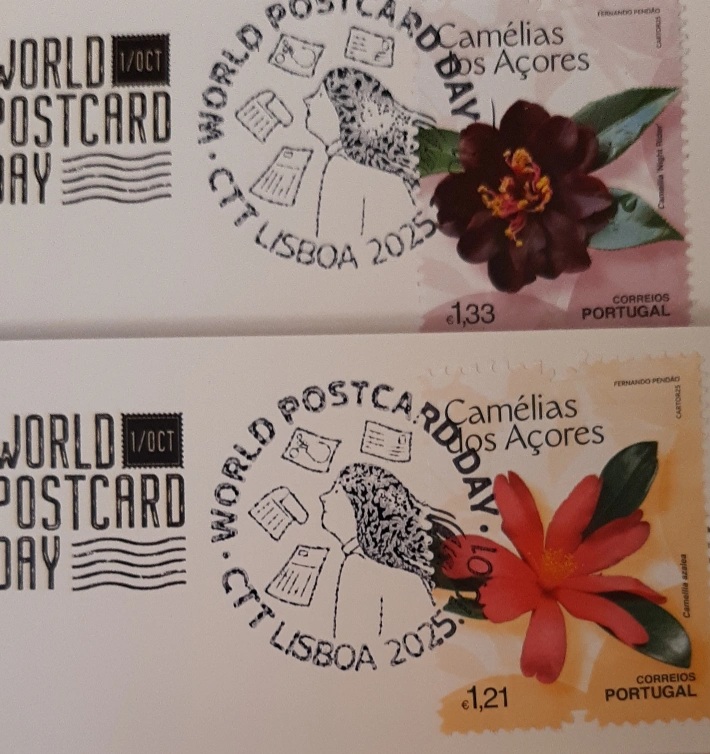 WORLD 1/OCT
POSTCARD
DAY
WORLD POSTCARD DAY
CTT LISBOA 2025
FERNANDO PENDÃO
CARTOR25
Camélias
dos Açores
Camellia 'Night Rider'
€1,33
CORREIOS
PORTUGAL
WORLD 1/OCT
POSTCARD
DAY
WORLD POSTCARD DAY ·
CTT LISBOA 2025
FERNANDO PENDÃO
CARTOR25
Camélias
dos Açores
Camellia azalea
€1,21
CORREIOS
PORTUGAL